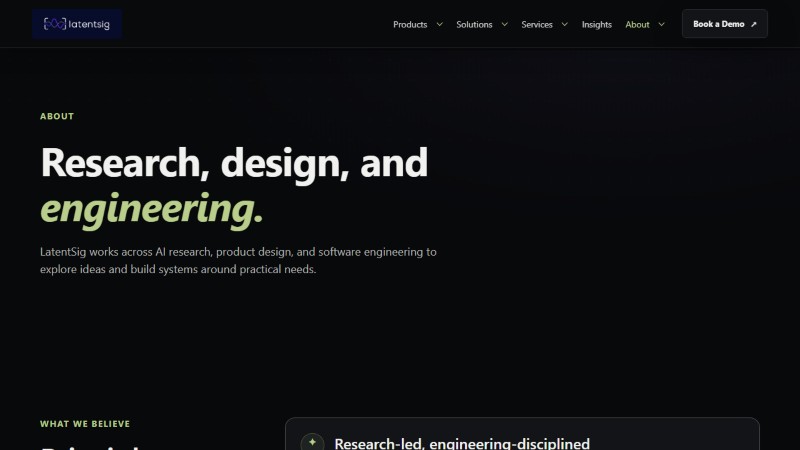 latentsig
Products Solutions Services Insights About Book a Demo ↗
ABOUT
Research, design, and
engineering.
LatentSig works across AI research, product design, and software engineering to
explore ideas and build systems around practical needs.
WHAT WE BELIEVE
Research-led, engineering-disciplined